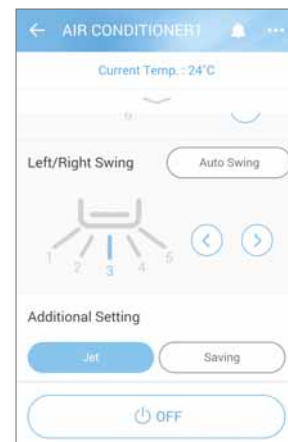 AIR CONDITIONER1
Current Temp. : 24°C
6
Left/Right Swing
Auto Swing
1 2 3 4 5
Additional Setting
Jet
Saving
OFF